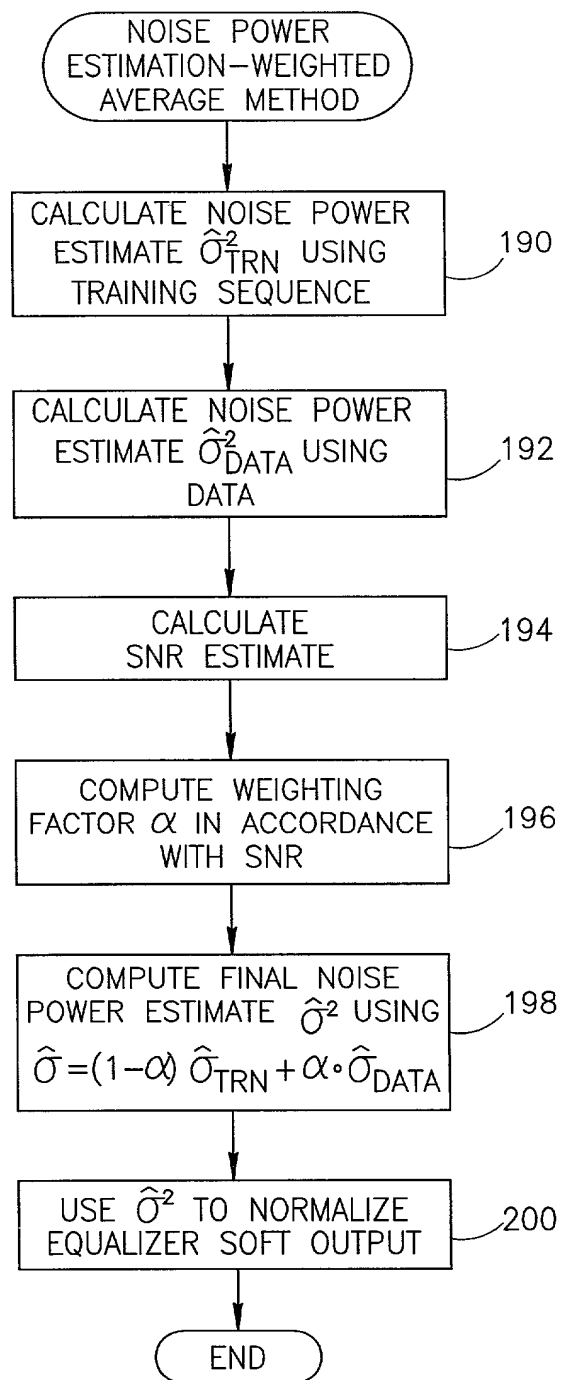 NOISE POWER
ESTIMATION-WEIGHTED
AVERAGE METHOD
CALCULATE NOISE POWER
ESTIMATE σ̂²TRN USING
TRAINING SEQUENCE
190
CALCULATE NOISE POWER
ESTIMATE σ̂²DATA USING
DATA
192
CALCULATE
SNR ESTIMATE
194
COMPUTE WEIGHTING
FACTOR α IN ACCORDANCE
WITH SNR
196
COMPUTE FINAL NOISE
POWER ESTIMATE σ̂² USING
σ̂=(1-α) σ̂TRN+α∘σ̂DATA
198
USE σ̂² TO NORMALIZE
EQUALIZER SOFT OUTPUT
200
END